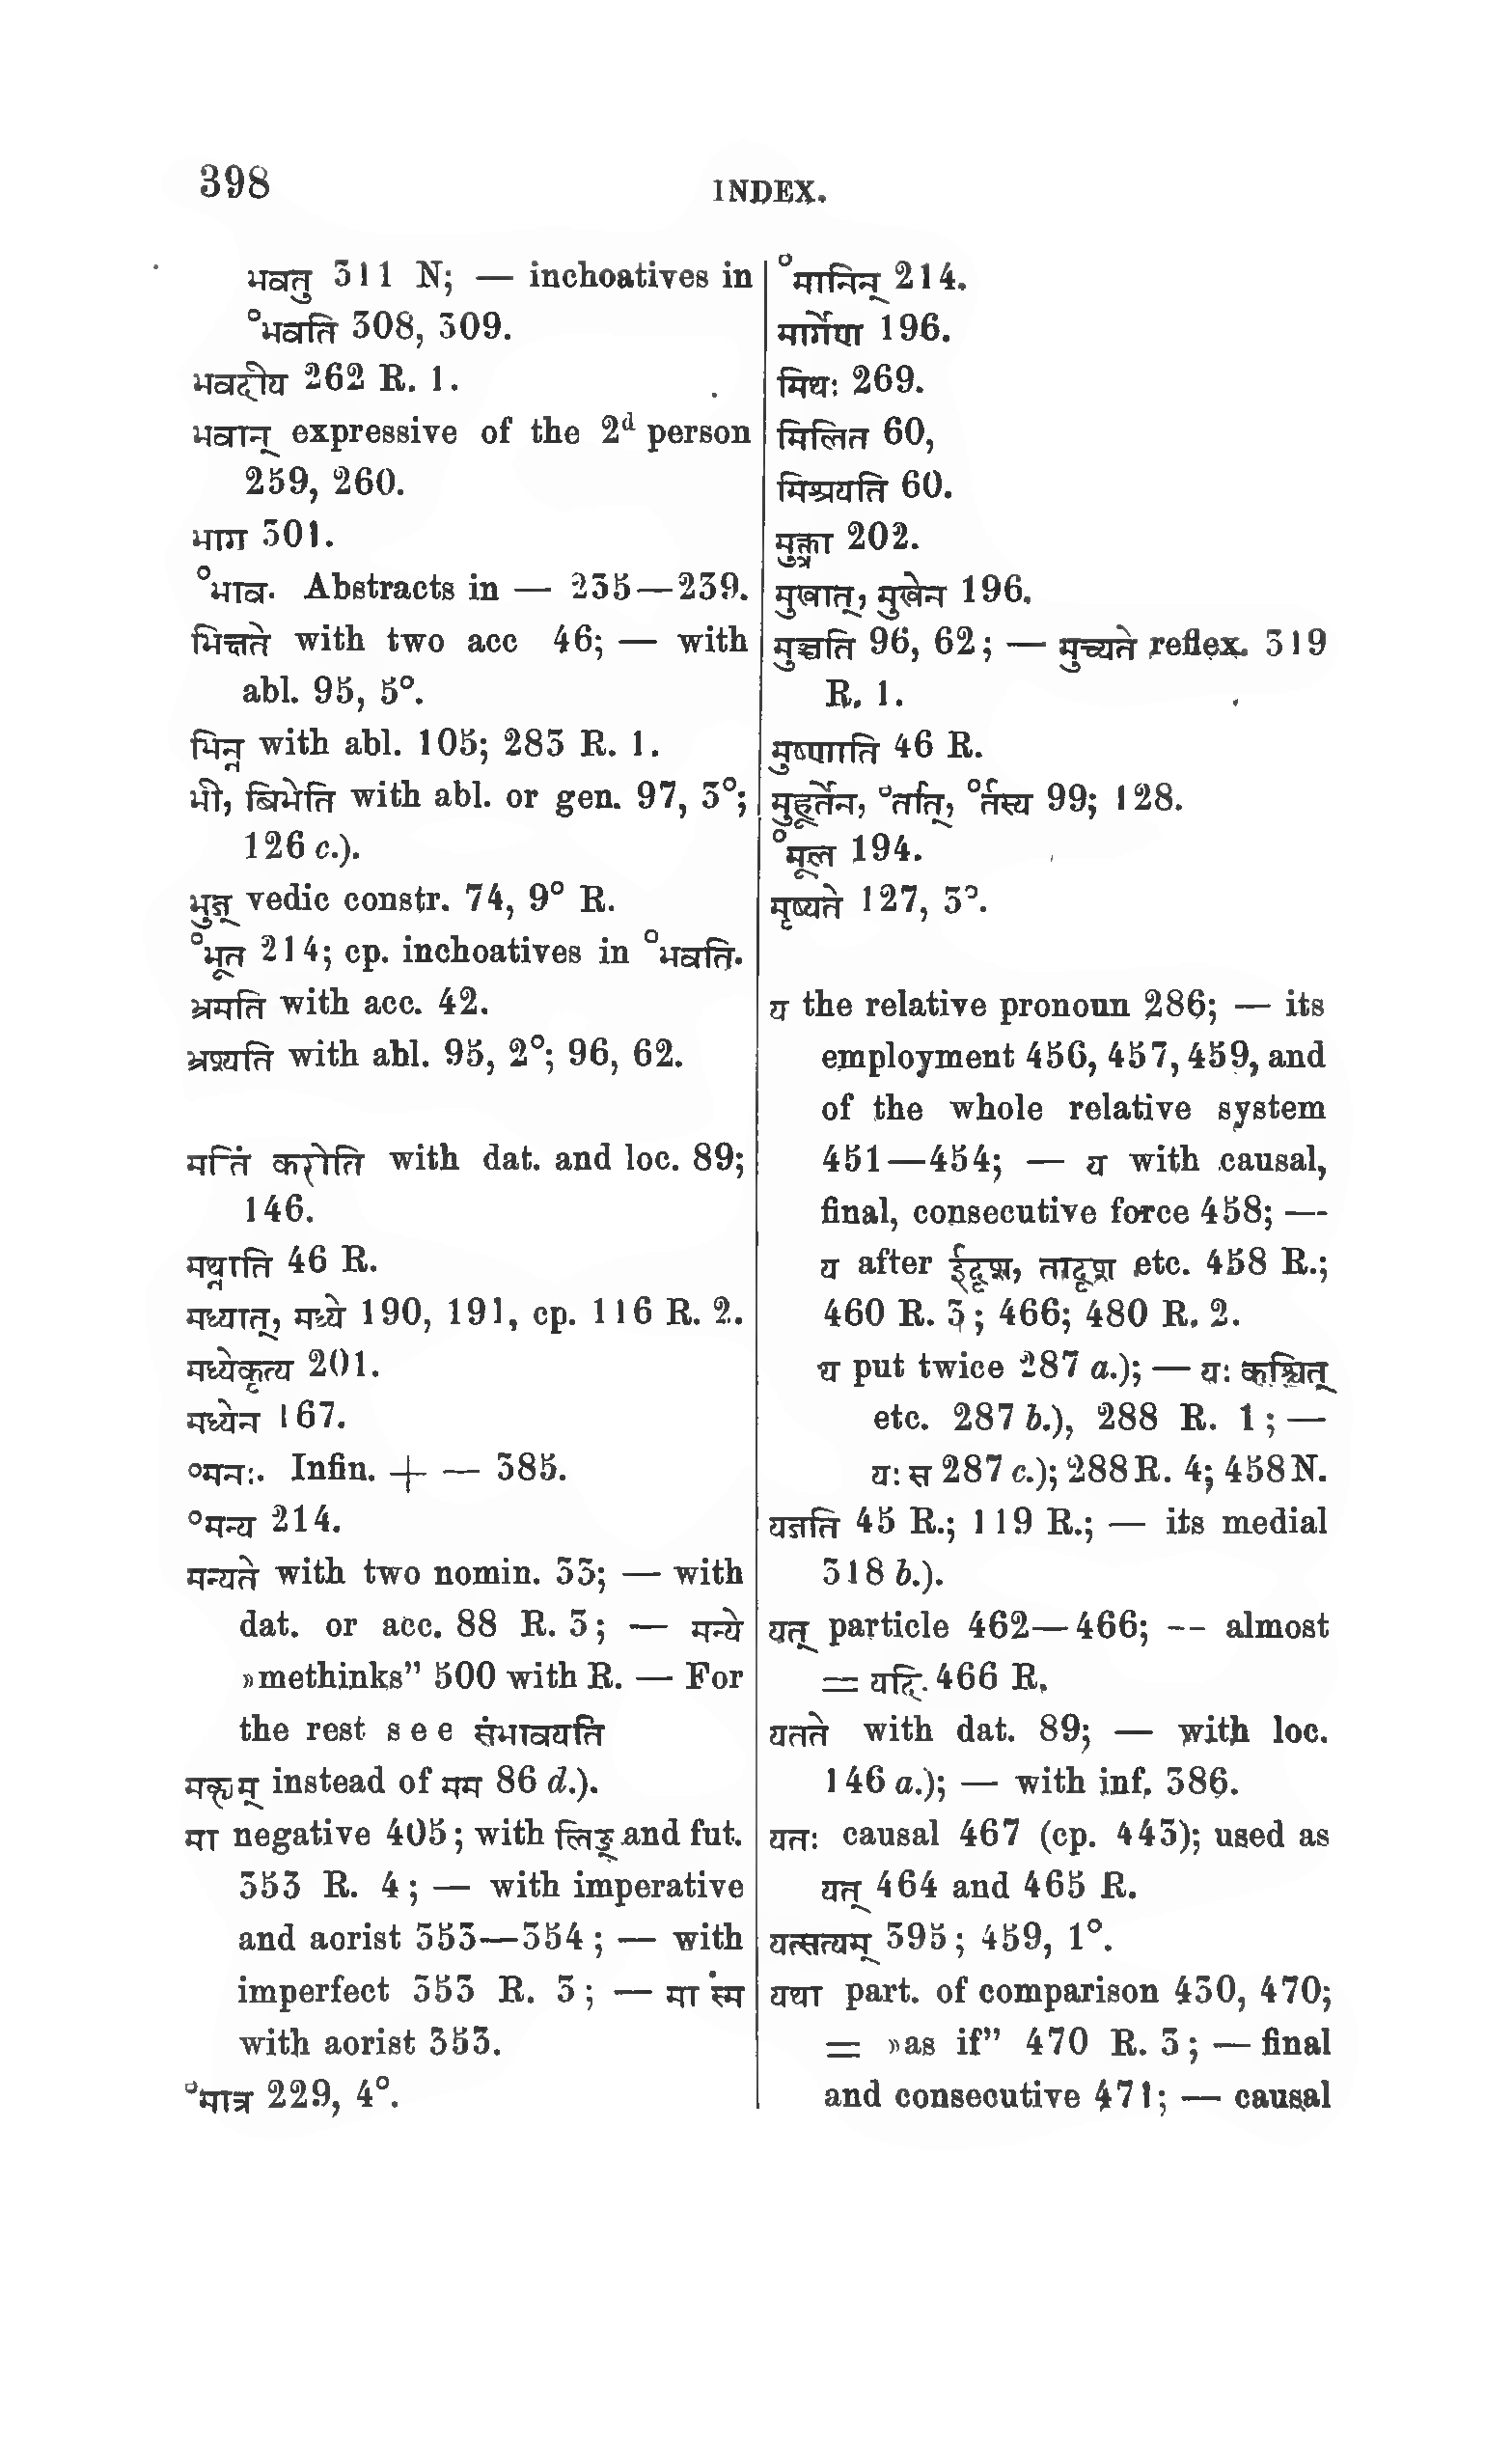 398
INDEX.
भवतु 311 N; — inchoatives in
°भवति 308, 309.
भवदीय 262 R. 1.
भवान् expressive of the 2d person
259, 260.
भाग 301.
°भाव. Abstracts in — 235—239.
भिक्षते with two acc 46; — with
abl. 95, 5°.
भिन्न with abl. 105; 283 R. 1.
भी, बिभेति with abl. or gen. 97, 3°;
126 c.).
भुज् vedic constr. 74, 9° R.
°भूत 214; cp. inchoatives in °भवति.
भ्रमति with acc. 42.
भ्रश्यति with abl. 95, 2°; 96, 62.
मतिं करोति with dat. and loc. 89;
146.
मथ्नाति 46 R.
मध्यात्, मध्ये 190, 191, cp. 116 R. 2.
मध्येकृत्य 201.
मध्येन 167.
°मनः. Infin. + — 385.
°मन्य 214.
मन्यते with two nomin. 33; — with
dat. or acc. 88 R. 3; — मन्ये
»methinks” 500 with R. — For
the rest see संभावयति
मह्यम् instead of मम 86 d.).
मा negative 405; with लिङ् and fut.
353 R. 4; — with imperative
and aorist 353—354; — with
imperfect 353 R. 3; — मा स्म
with aorist 353.
°मात्र 229, 4°.
°मानिन् 214.
मार्गेण 196.
मिथः 269.
मिलित 60,
मिश्रयति 60.
मुक्त्वा 202.
मुखात्, मुखेन 196.
मुञ्चति 96, 62; — मुच्यते reflex. 319
R. 1.
मुष्णाति 46 R.
मुहूर्तेन, °र्तात्, °र्तस्य 99; 128.
°मूल 194.
मृष्यते 127, 3°.
य the relative pronoun 286; — its
employment 456, 457, 459, and
of the whole relative system
451—454; — य with causal,
final, consecutive force 458; —
य after ईदृश, तादृश etc. 458 R.;
460 R. 3; 466; 480 R. 2.
य put twice 287 a.); — यः कश्चित्
etc. 287 b.), 288 R. 1; —
यः स 287 c.); 288 R. 4; 458 N.
यजति 45 R.; 119 R.; — its medial
318 b.).
यत् particle 462—466; — almost
= यदि. 466 R.
यतते with dat. 89; — with loc.
146 a.); — with inf. 386.
यतः causal 467 (cp. 443); used as
यत् 464 and 465 R.
यत्सत्यम् 395; 459, 1°.
यथा part. of comparison 430, 470;
= »as if” 470 R. 3; — final
and consecutive 471; — causal